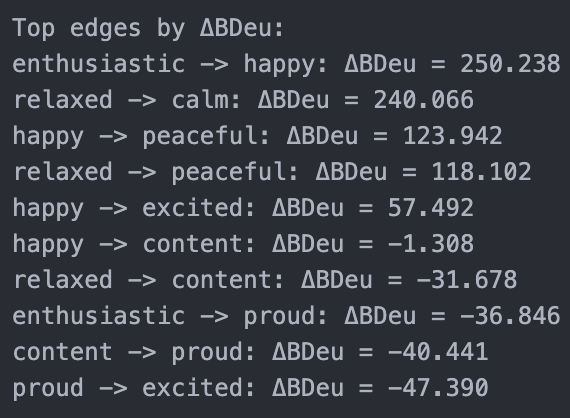 Top edges by ΔBDeu:
enthusiastic -> happy: ΔBDeu = 250.238
relaxed -> calm: ΔBDeu = 240.066
happy -> peaceful: ΔBDeu = 123.942
relaxed -> peaceful: ΔBDeu = 118.102
happy -> excited: ΔBDeu = 57.492
happy -> content: ΔBDeu = -1.308
relaxed -> content: ΔBDeu = -31.678
enthusiastic -> proud: ΔBDeu = -36.846
content -> proud: ΔBDeu = -40.441
proud -> excited: ΔBDeu = -47.390